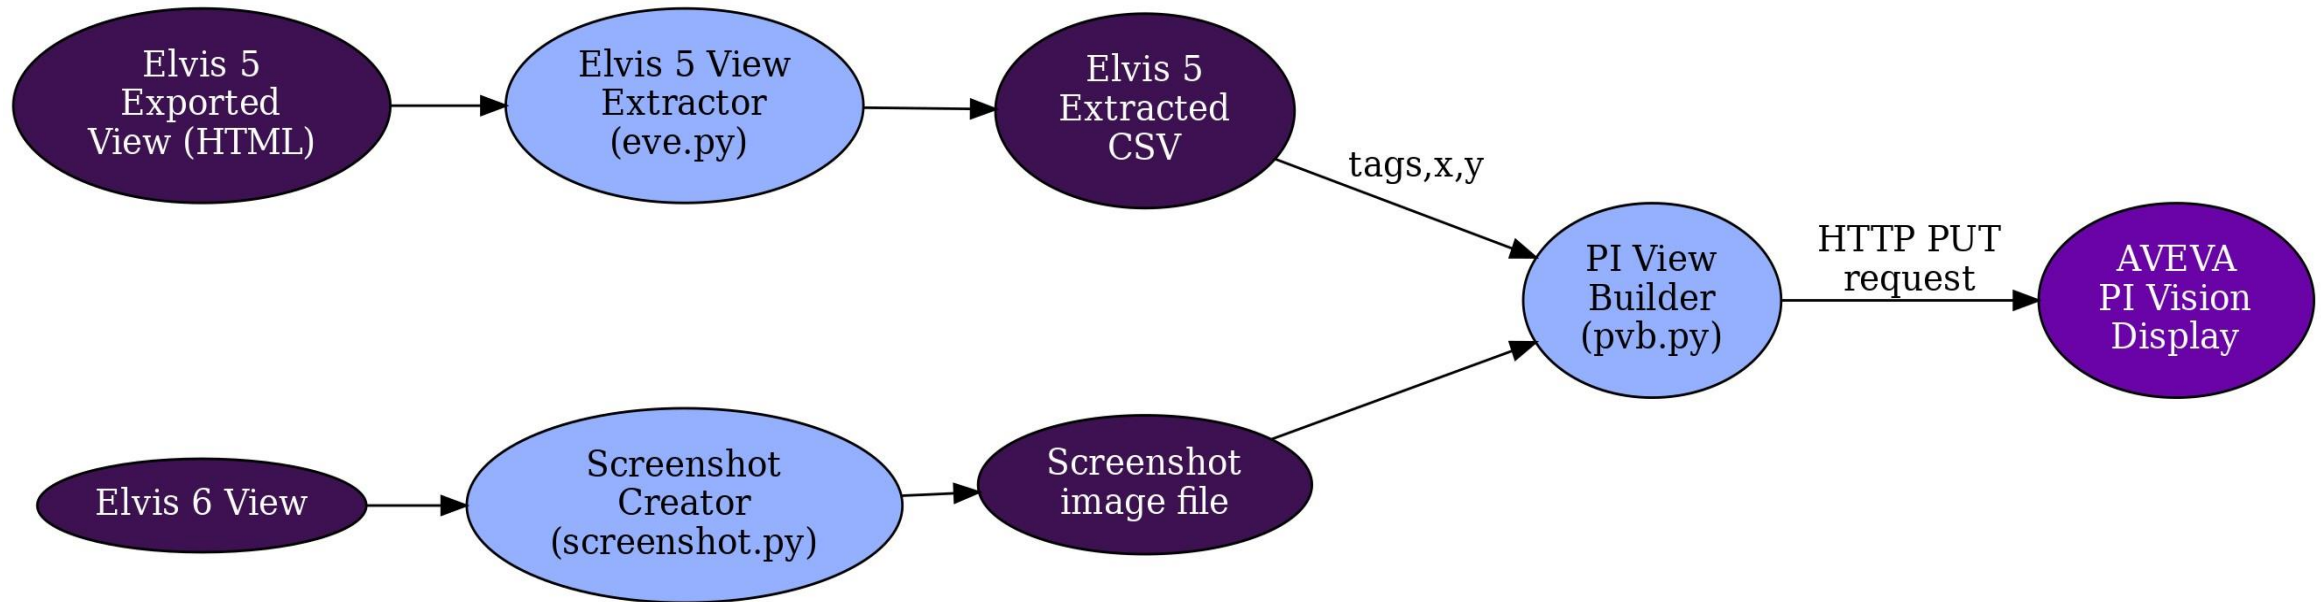 Elvis 5
Exported
View (HTML)
Elvis 5 View
Extractor
(eve.py)
Elvis 5
Extracted
CSV
tags,x,y
Elvis 6 View
Screenshot
Creator
(screenshot.py)
Screenshot
image file
PI View
Builder
(pvb.py)
HTTP PUT
request
AVEVA
PI Vision
Display